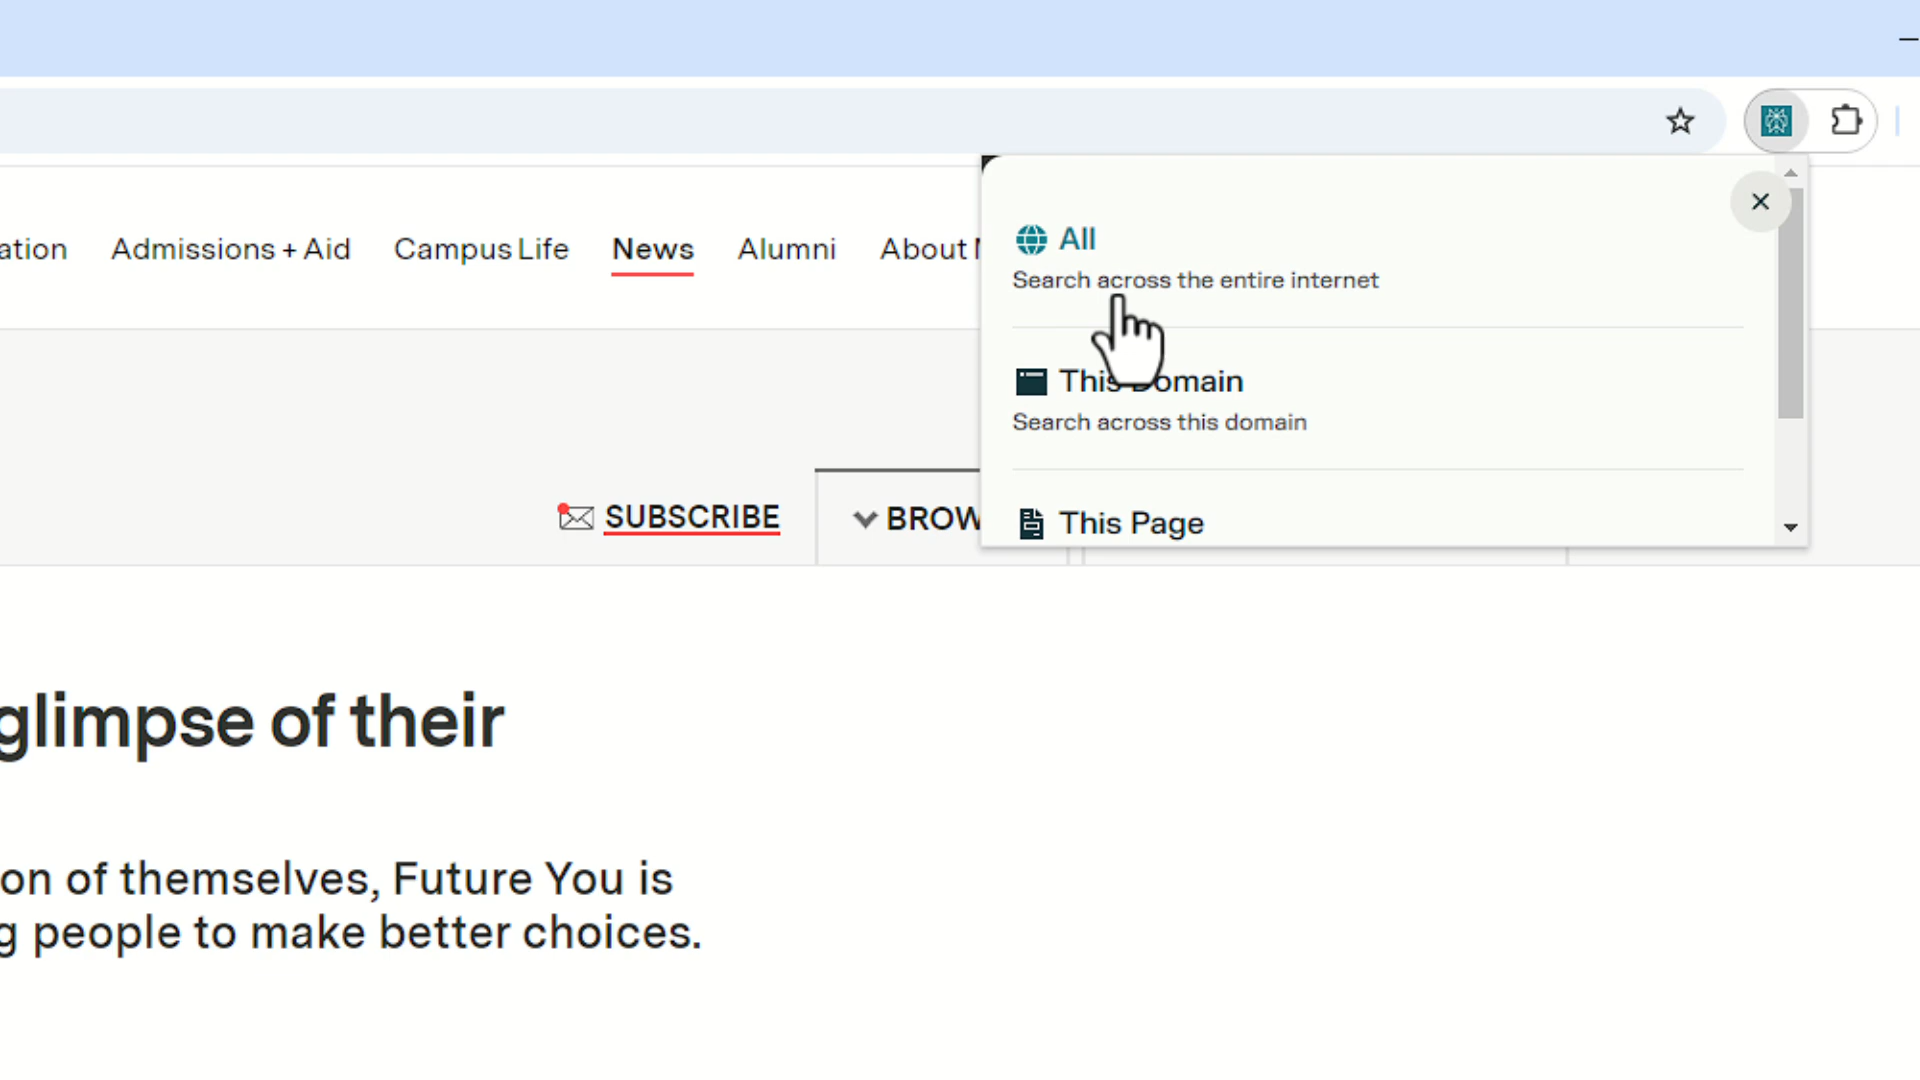 ation Admissions + Aid Campus Life News Alumni About
All
Search across the entire internet
This Domain
Search across this domain
This Page
SUBSCRIBE
BROW
glimpse of their
on of themselves, Future You is
g people to make better choices.